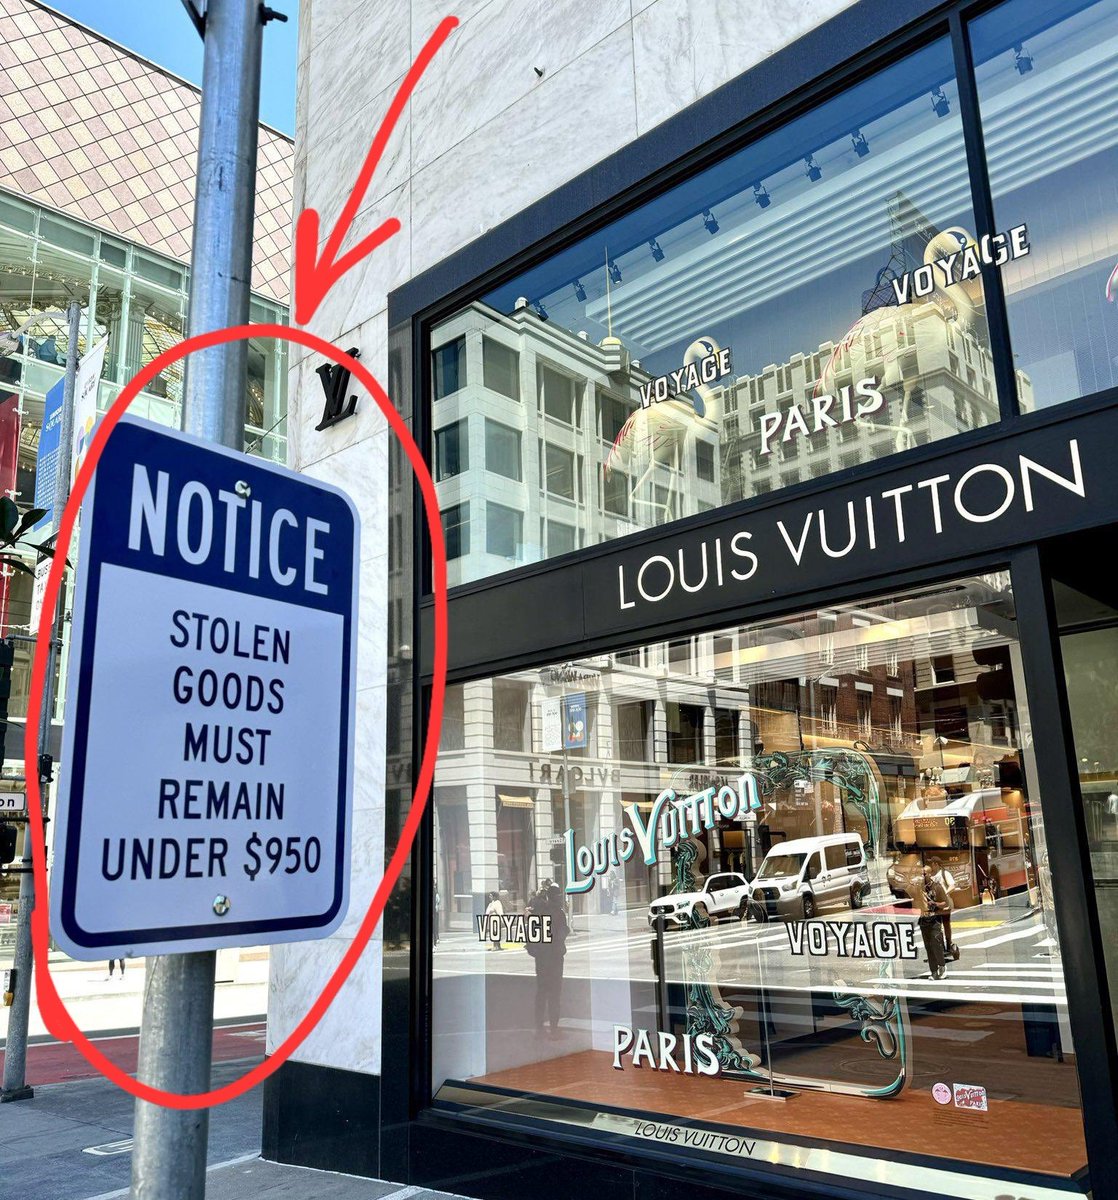 NOTICE
STOLEN
GOODS
MUST
REMAIN
UNDER $950
LV
VOYAGE
VOYAGE
PARIS
LOUIS VUITTON
Louis Vuitton
VOYAGE
VOYAGE
PARIS
LOUIS VUITTON
BVLGARI